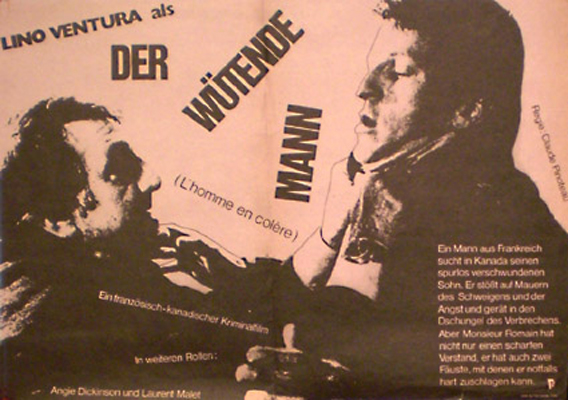 LINO VENTURA als
DER
WÜTENDE
MANN
(L'homme en colère)
Regie Claude Pinoteau
Ein französisch-kanadischer Kriminalfilm
In weiteren Rollen:
Angie Dickinson und Laurent Malet
Ein Mann aus Frankreich
sucht in Kanada seinen
spurlos verschwundenen
Sohn. Er stößt auf Mauern
des Schweigens und der
Angst und gerät in den
Dschungel des Verbrechens.
Aber Monsieur Romain hat
nicht nur einen scharfen
Verstand, er hat auch zwei
Fäuste, mit denen er notfalls
hart zuschlagen kann.